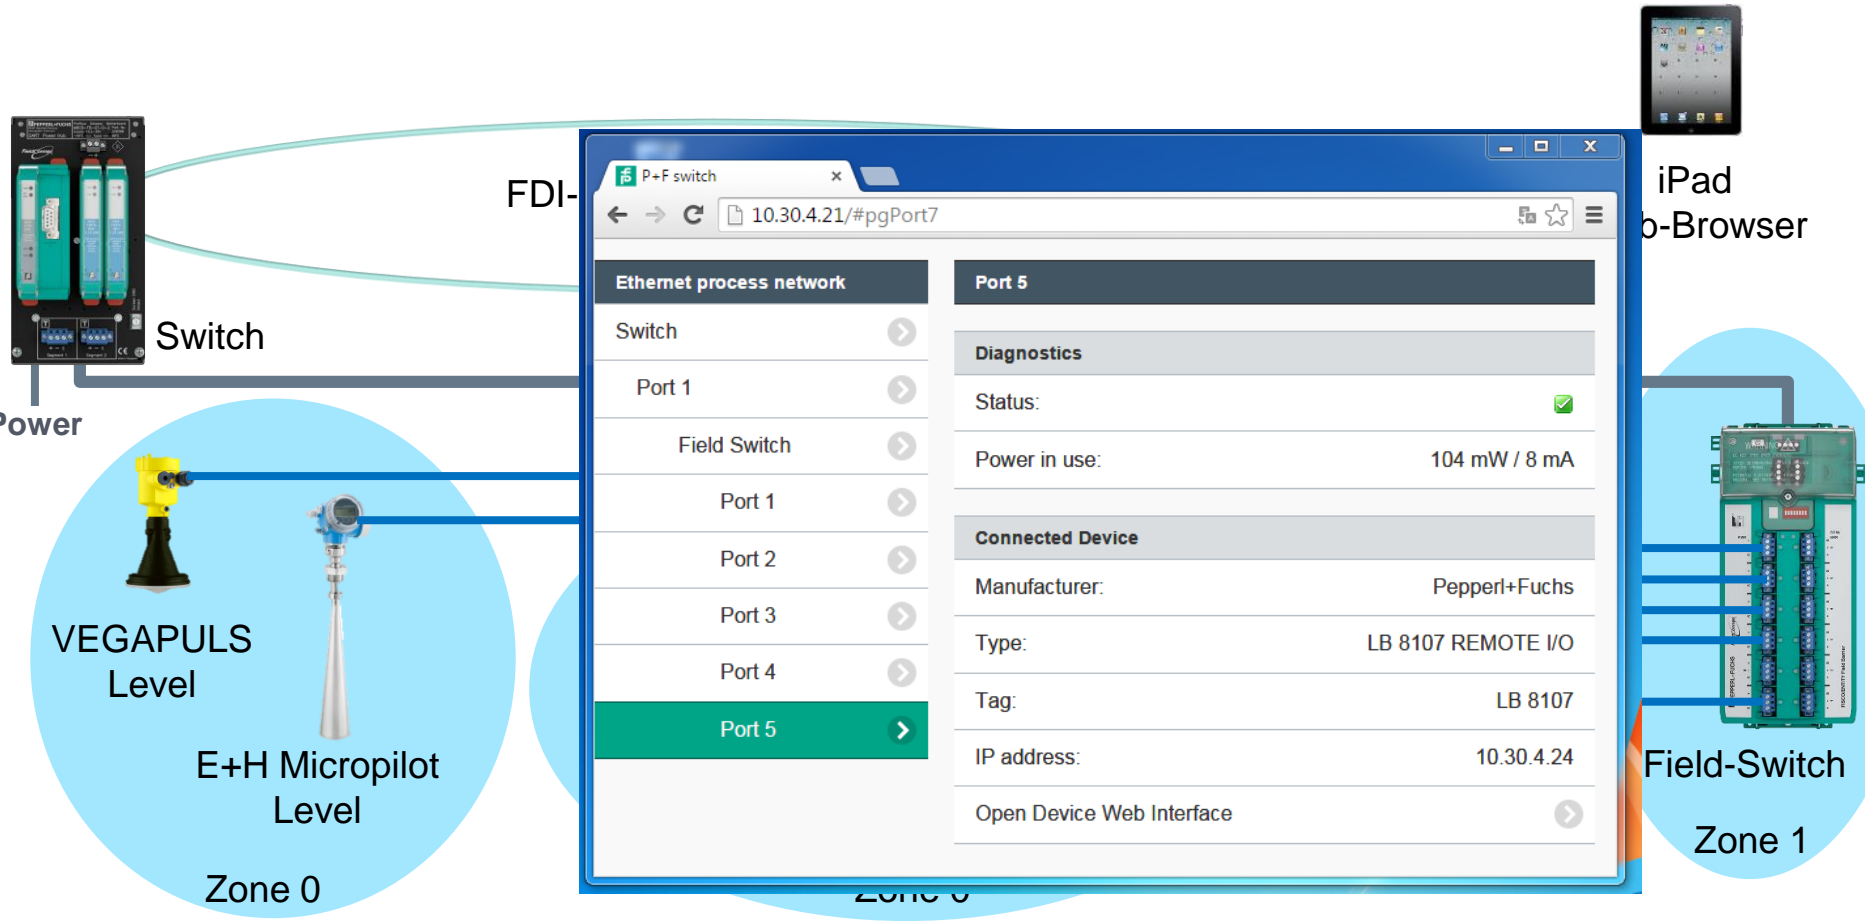 PEPPERL+FUCHS
iPad
b-Browser
FDI-
Switch
Power
VEGAPULS
Level
E+H Micropilot
Level
Zone 0
P+F switch
10.30.4.21/#pgPort7
Ethernet process network
Switch
Port 1
Field Switch
Port 1
Port 2
Port 3
Port 4
Port 5
Port 5
Diagnostics
Status:
Power in use: 104 mW / 8 mA
Connected Device
Manufacturer: Pepperl+Fuchs
Type: LB 8107 REMOTE I/O
Tag: LB 8107
IP address: 10.30.4.24
Open Device Web Interface
Field-Switch
Zone 1